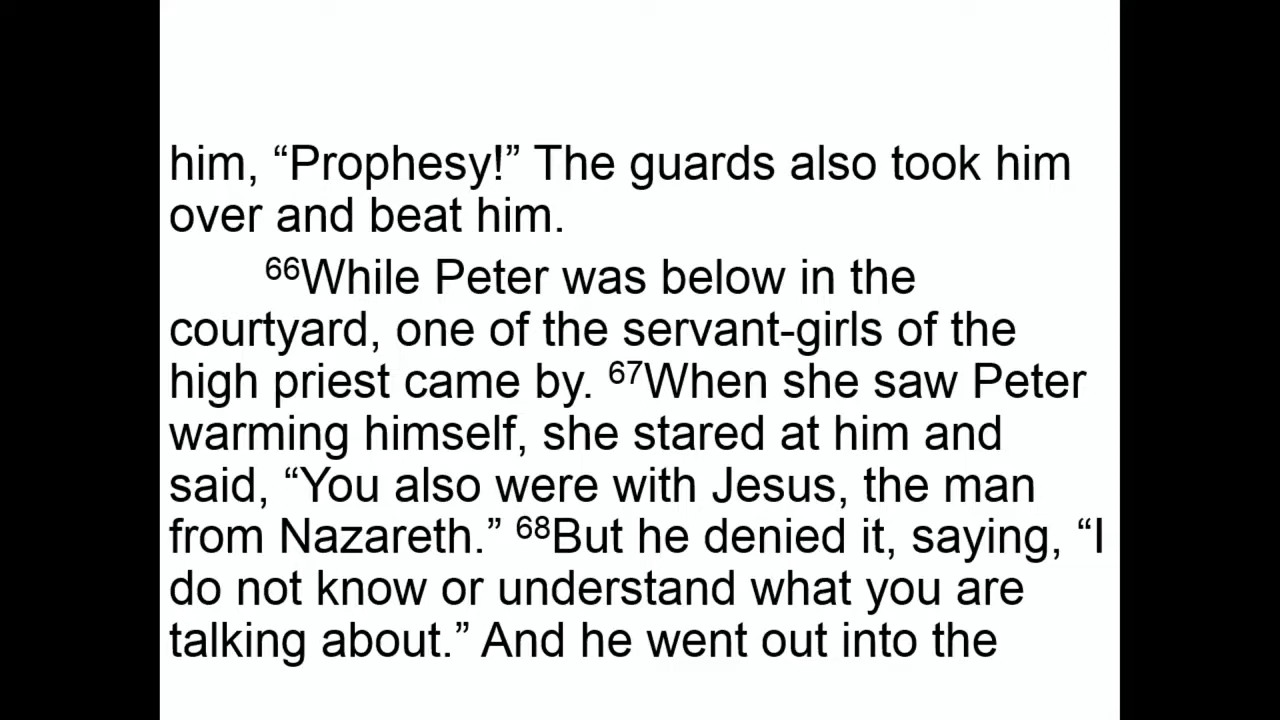 him, “Prophesy!” The guards also took him
over and beat him.
⁶⁶While Peter was below in the
courtyard, one of the servant-girls of the
high priest came by. ⁶⁷When she saw Peter
warming himself, she stared at him and
said, “You also were with Jesus, the man
from Nazareth.” ⁶⁸But he denied it, saying, “I
do not know or understand what you are
talking about.” And he went out into the